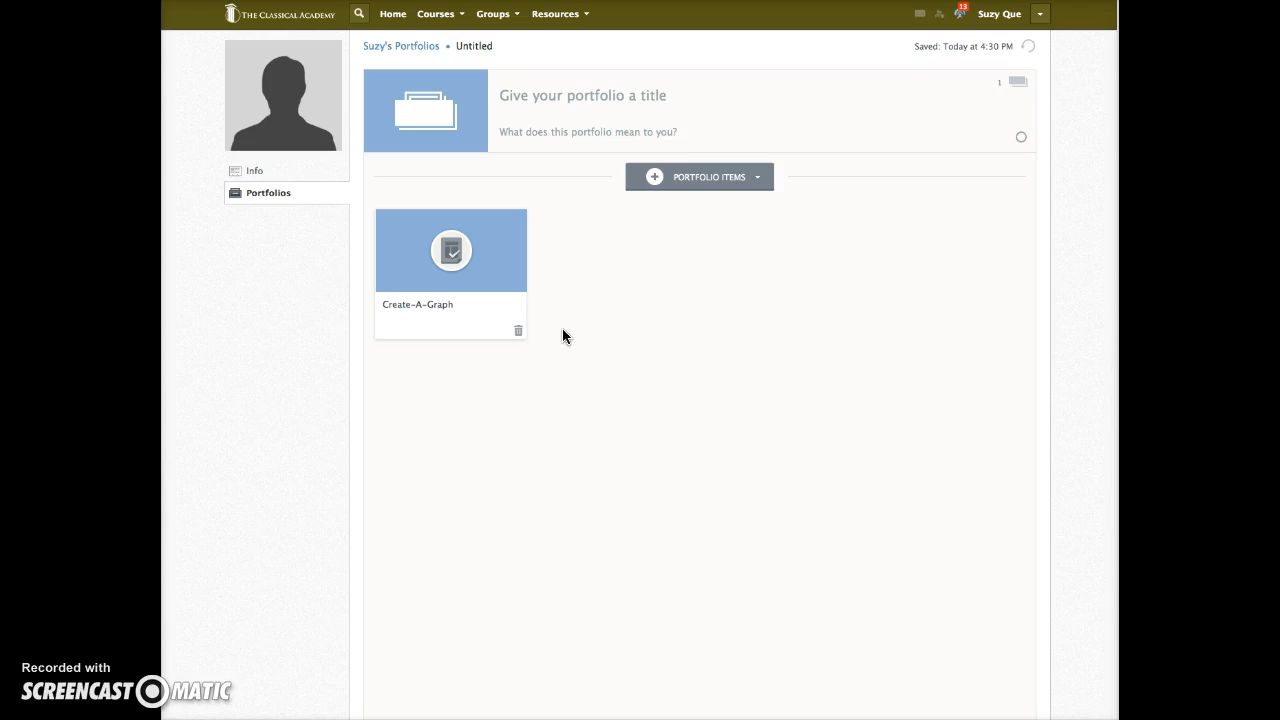 THE CLASSICAL ACADEMY Home Courses Groups Resources 13 Suzy Que
Suzy's Portfolios • Untitled Saved: Today at 4:30 PM
Give your portfolio a title 1
What does this portfolio mean to you?
Info
PORTFOLIO ITEMS
Portfolios
Create-A-Graph
Recorded with
SCREENCAST MATIC